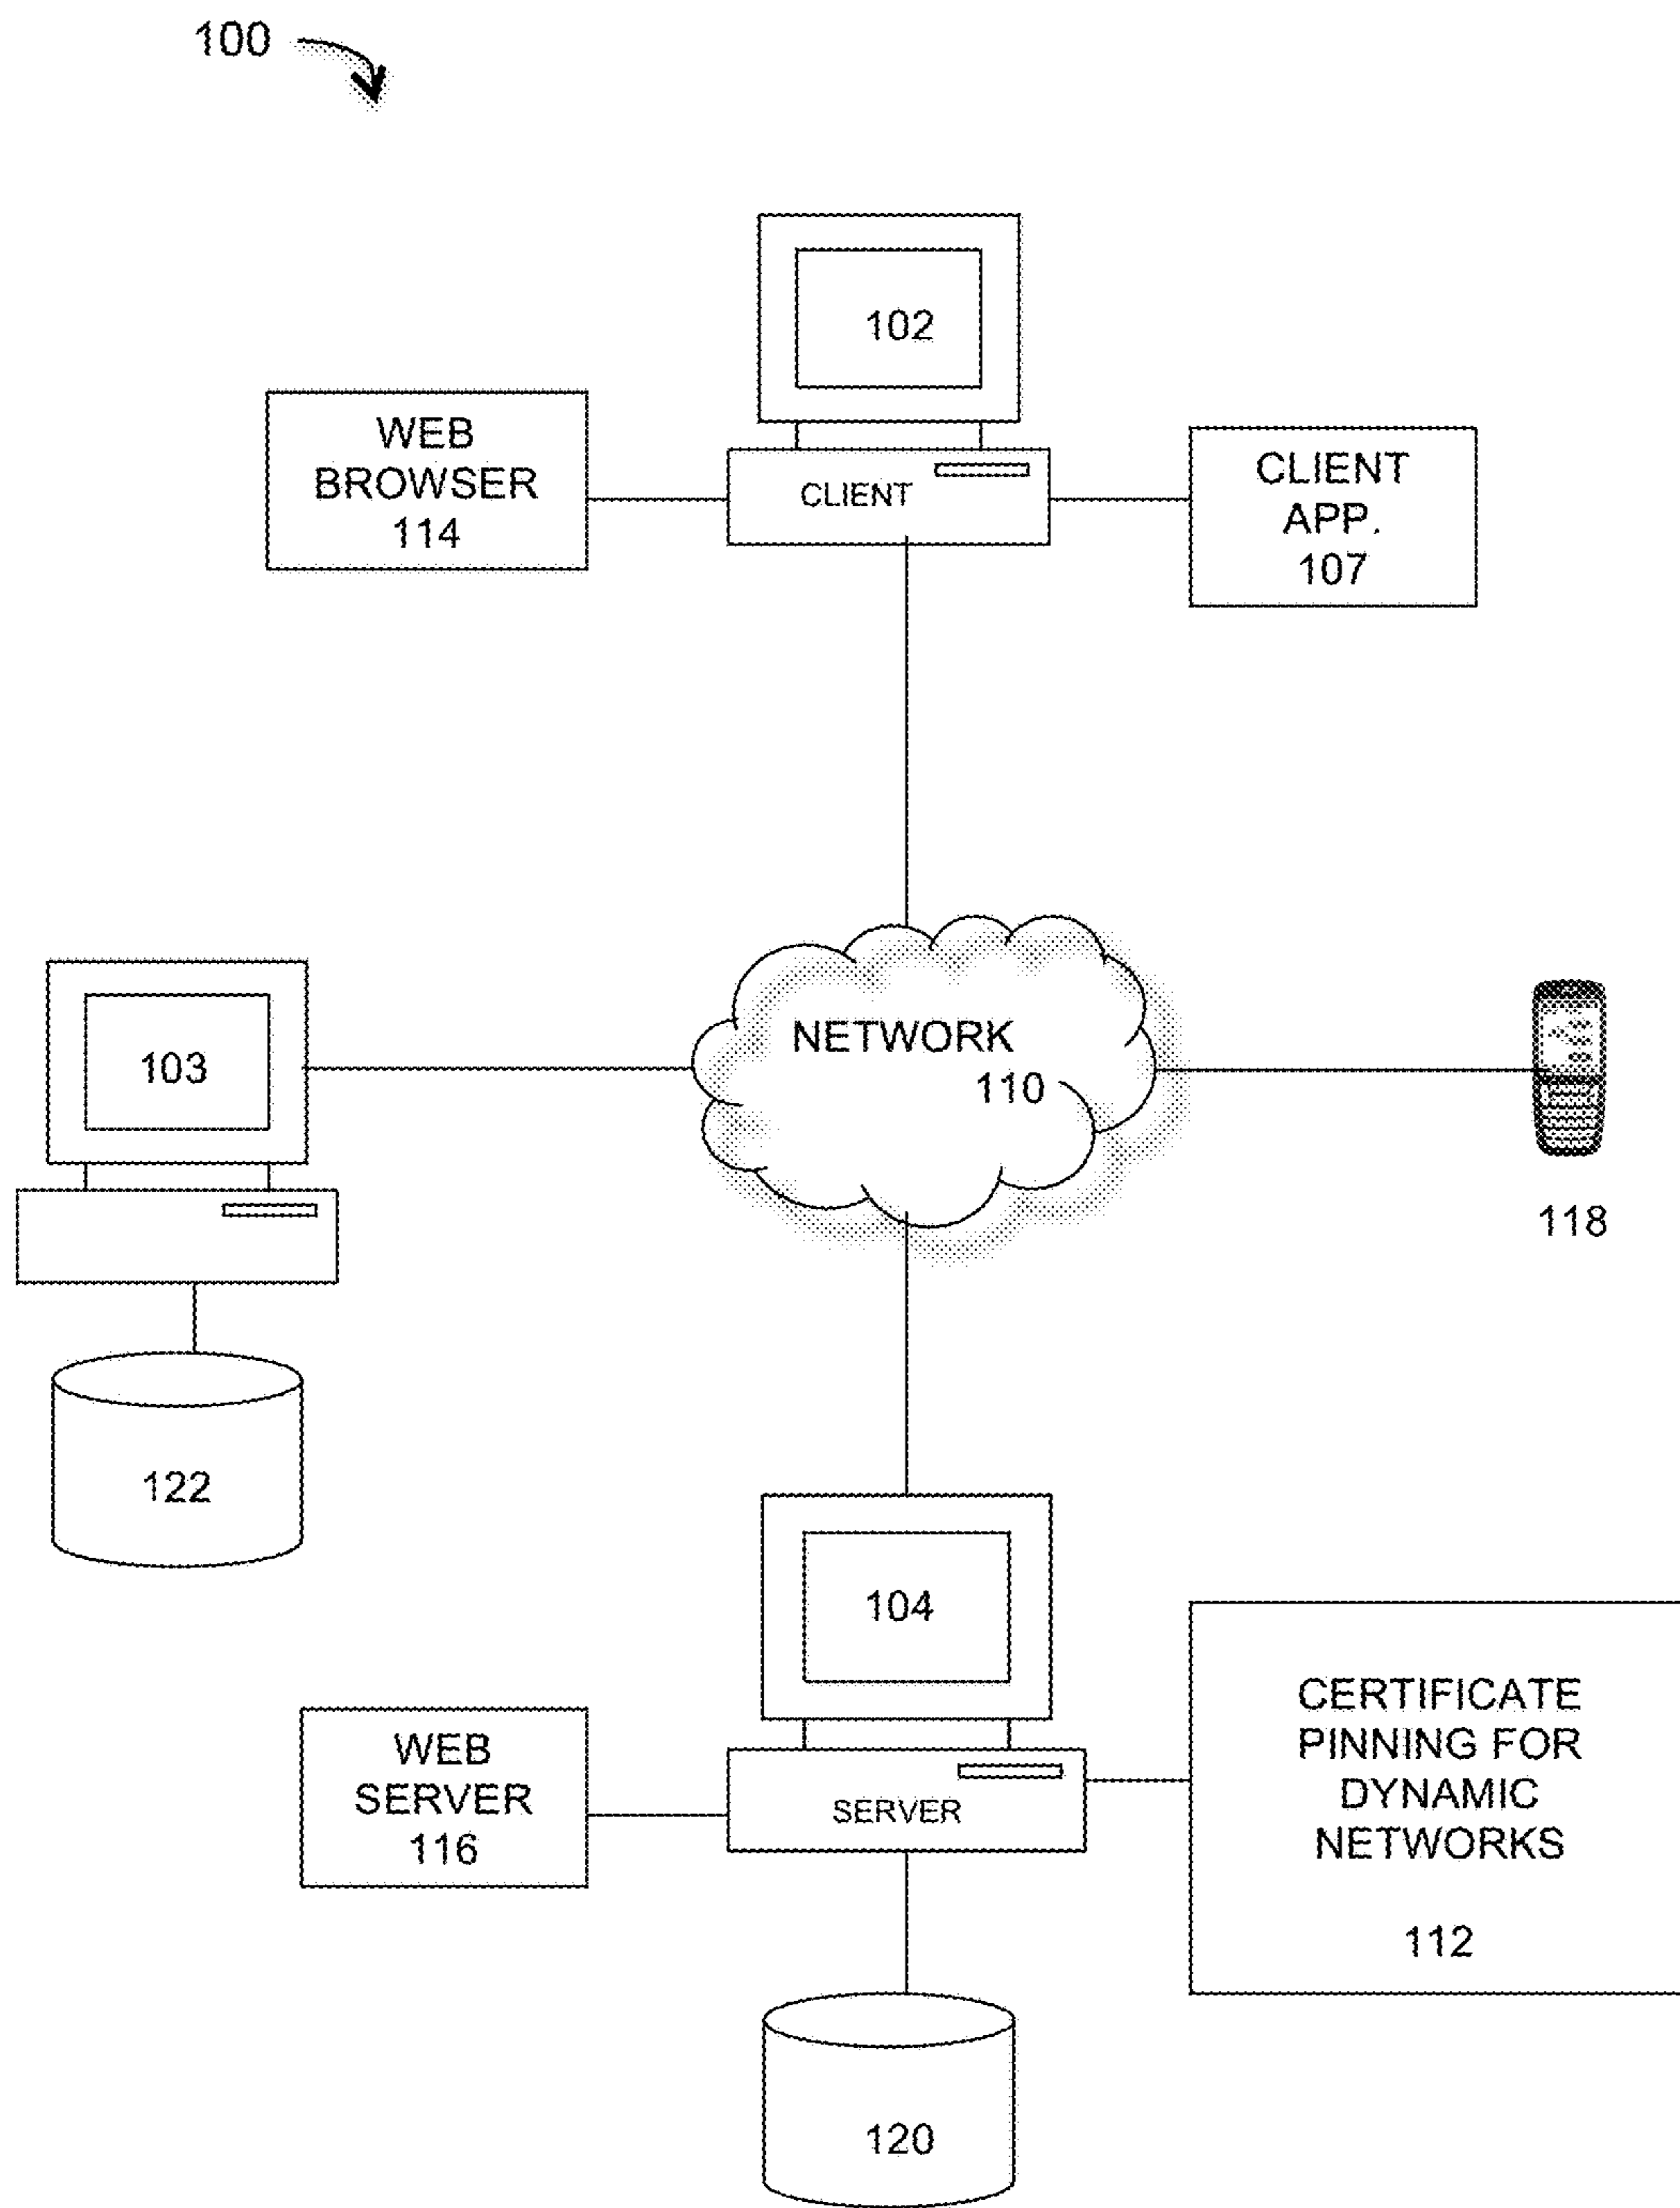 100
102
WEB
BROWSER
114
CLIENT
CLIENT
APP.
107
NETWORK
110
103
118
122
104
WEB
SERVER
116
SERVER
CERTIFICATE
PINNING FOR
DYNAMIC
NETWORKS
112
120